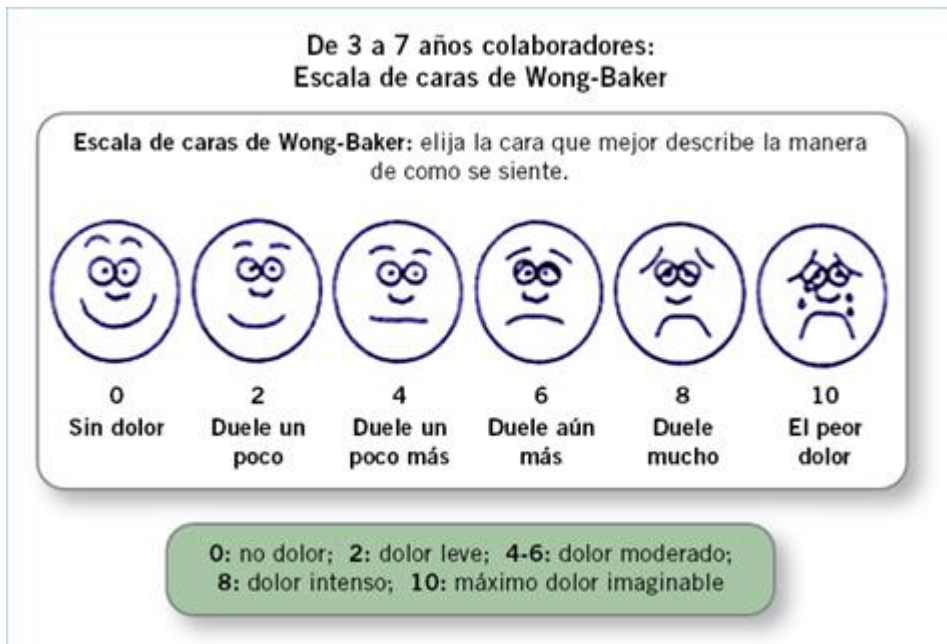 De 3 a 7 años colaboradores:
Escala de caras de Wong-Baker
Escala de caras de Wong-Baker: elija la cara que mejor describe la manera
de como se siente.
0
Sin dolor
2
Duele un
poco
4
Duele un
poco más
6
Duele aún
más
8
Duele
mucho
10
El peor
dolor
0: no dolor; 2: dolor leve; 4-6: dolor moderado;
8: dolor intenso; 10: máximo dolor imaginable